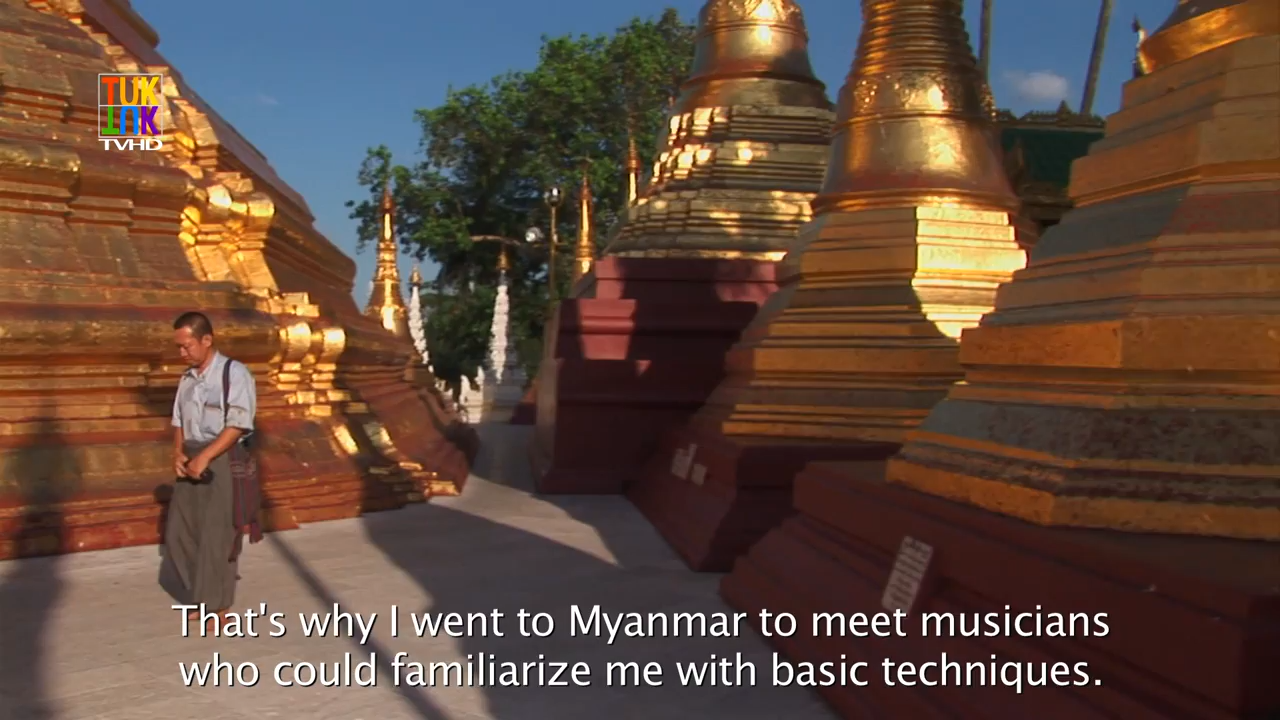 TUK
TUK
TVHD
That's why I went to Myanmar to meet musicians
who could familiarize me with basic techniques.